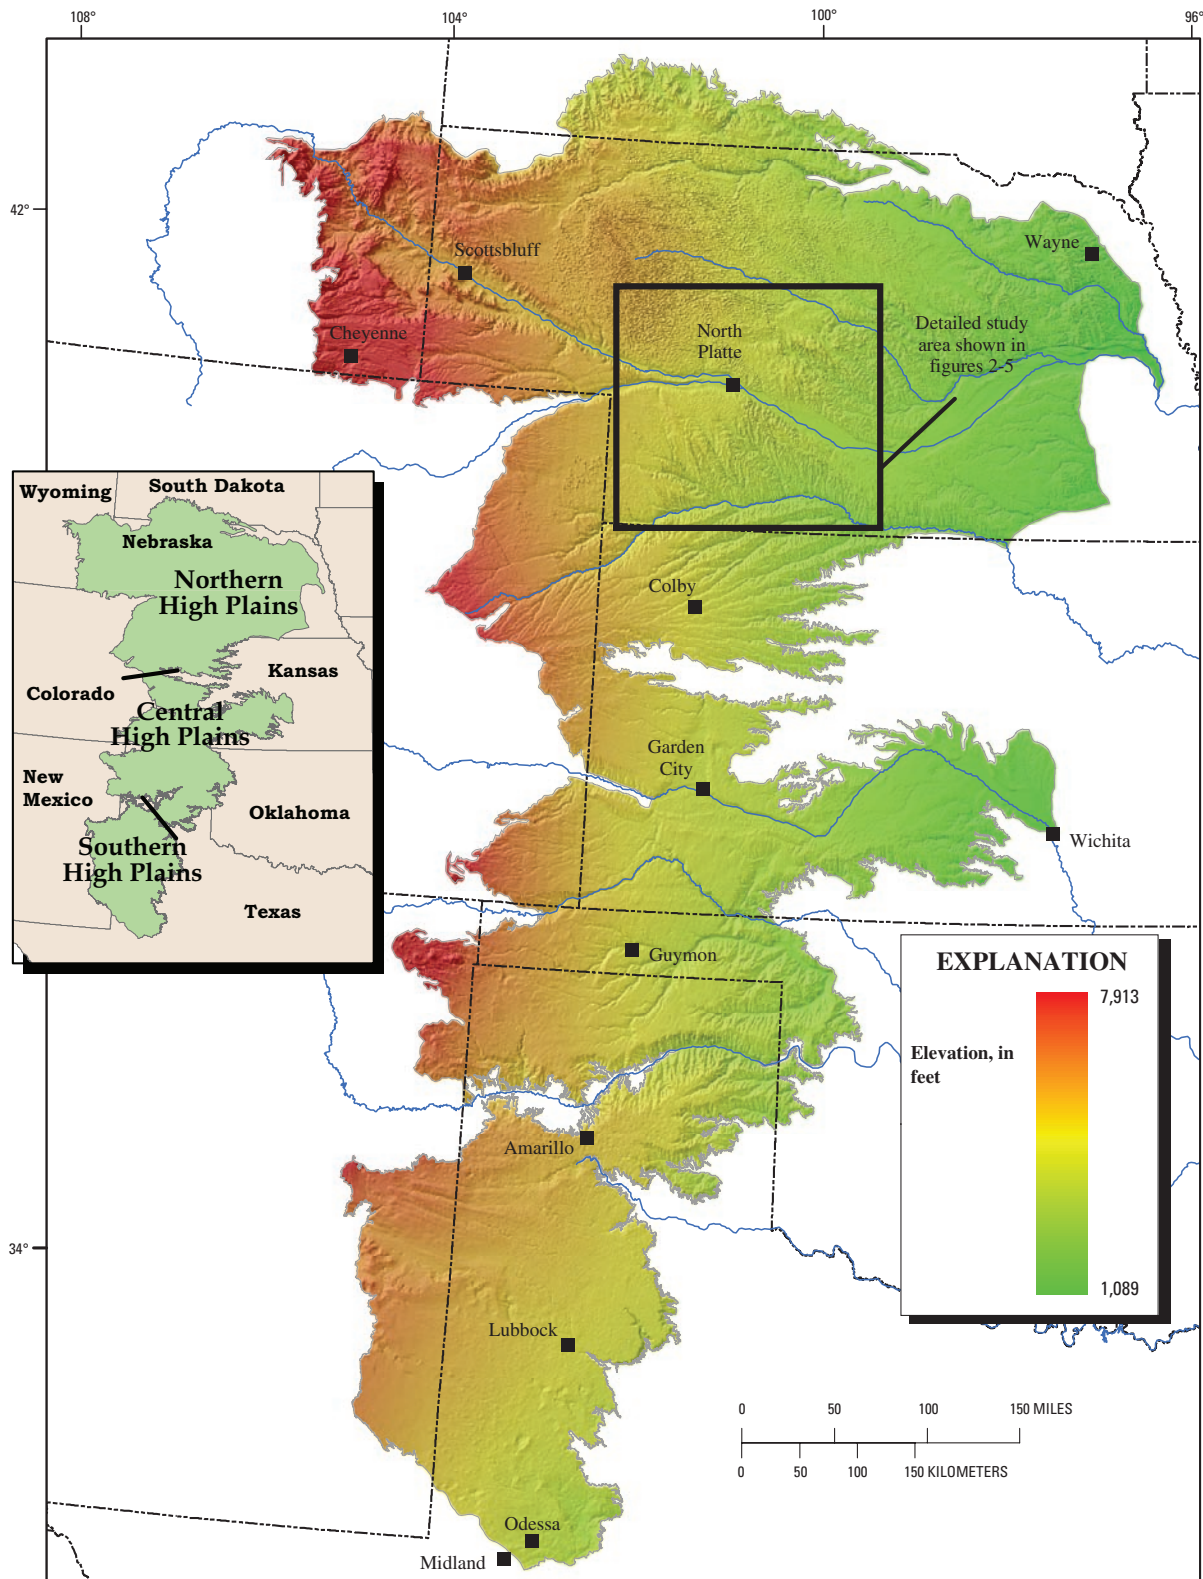 108°
104°
100°
96°
42°
34°
Scottsbluff
Cheyenne
North
Platte
Wayne
Detailed study
area shown in
figures 2-5
Colby
Garden
City
Wichita
Guymon
Amarillo
Lubbock
Odessa
Midland
Wyoming
South Dakota
Nebraska
Northern
High Plains
Kansas
Colorado
Central
High Plains
New
Mexico
Oklahoma
Southern
High Plains
Texas
EXPLANATION
7,913
Elevation, in
feet
1,089
0 50 100 150 MILES
0 50 100 150 KILOMETERS